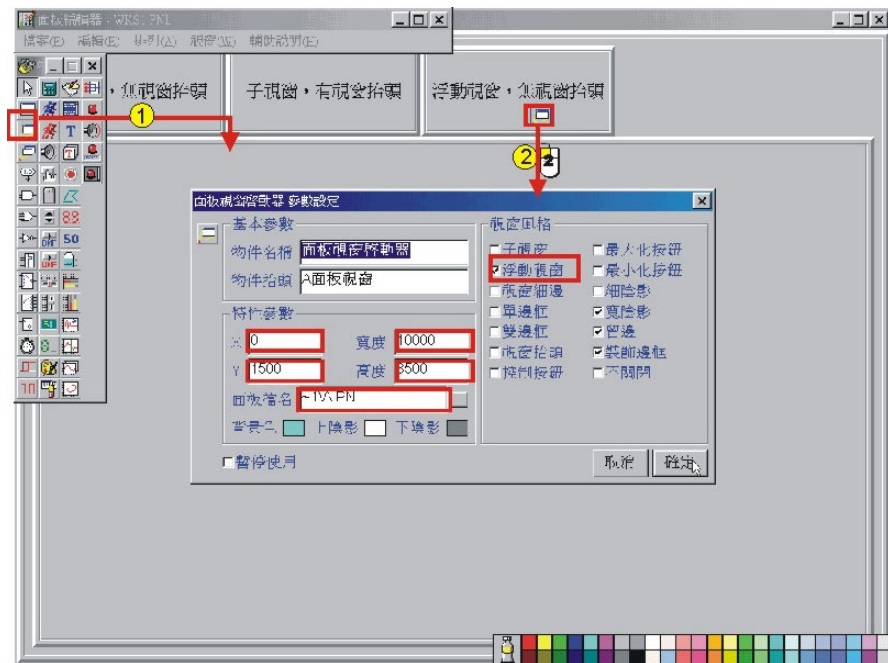 面板編輯器 - WKS1 PNL
檔案(F) 編輯(E) 排列(A) 視窗(W) 輔助說明(E)
，無視窗抬頭
子視窗，有視窗抬頭
浮動視窗，無視窗抬頭
1
2
2
T
T
88
50
面板視窗啟動器 參數設定
基本參數
物件名稱 面板視窗啟動器
物件抬頭 A面板視窗
特性參數
X 0 寬度 10000
Y 1500 高度 8500
面板檔名
背景色 上陰影 下陰影
暫停使用
視窗風格
子視窗 最大化按鈕
浮動視窗 最小化按鈕
視窗細邊 細陰影
單邊框 寬陰影
雙邊框 留邊
視窗抬頭 裝飾邊框
控制按鈕 不關閉
取消 確定